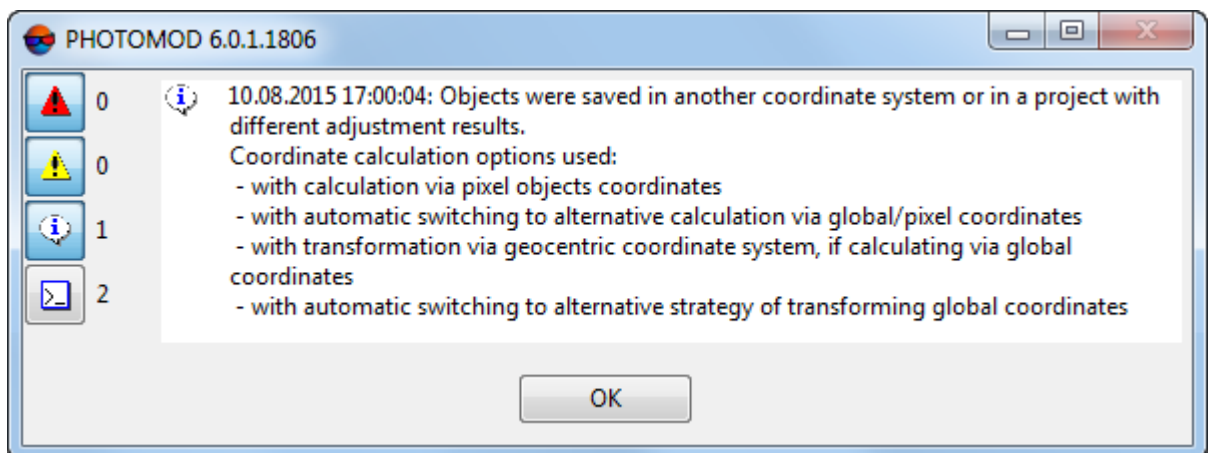 PHOTOMOD 6.0.1.1806
0
0
1
2
10.08.2015 17:00:04: Objects were saved in another coordinate system or in a project with
different adjustment results.
Coordinate calculation options used:
- with calculation via pixel objects coordinates
- with automatic switching to alternative calculation via global/pixel coordinates
- with transformation via geocentric coordinate system, if calculating via global
coordinates
- with automatic switching to alternative strategy of transforming global coordinates
OK